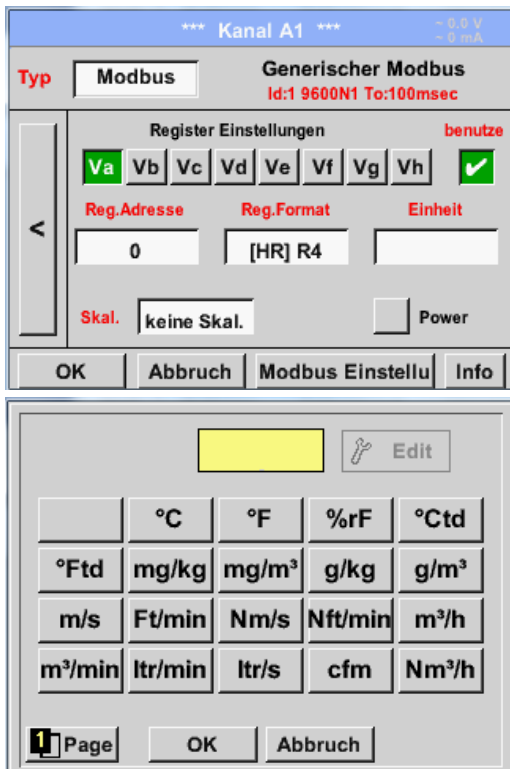 *** Kanal A1 ***
~ 0.0 V
~ 0 mA
Typ Modbus Generischer Modbus
Id:1 9600N1 To:100msec
Register Einstellungen benutze
Va Vb Vc Vd Ve Vf Vg Vh ✔
<
Reg.Adresse Reg.Format Einheit
0 [HR] R4
Skal. keine Skal. Power
OK Abbruch Modbus Einstellu Info
Edit
°C °F %rF °Ctd
°Ftd mg/kg mg/m³ g/kg g/m³
m/s Ft/min Nm/s Nft/min m³/h
m³/min ltr/min ltr/s cfm Nm³/h
1 Page OK Abbruch